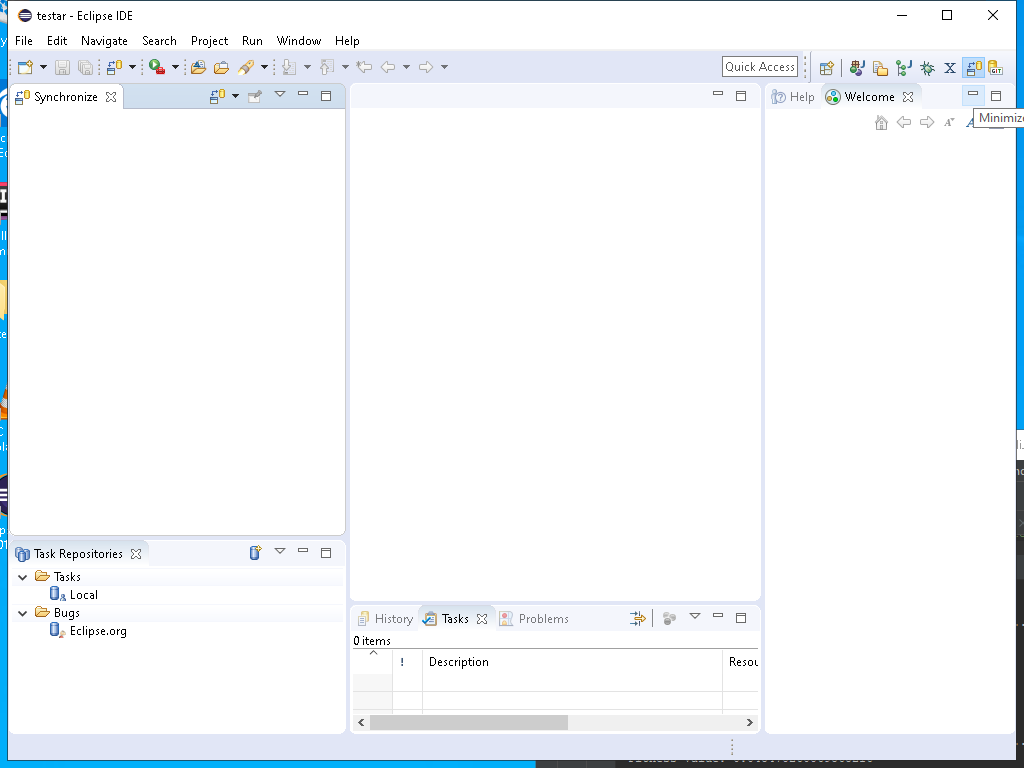 testar - Eclipse IDE
File Edit Navigate Search Project Run Window Help
Quick Access
Synchronize
Help Welcome
Minimize
Task Repositories
Tasks
Local
Bugs
Eclipse.org
History Tasks Problems
0 items
! Description Resou